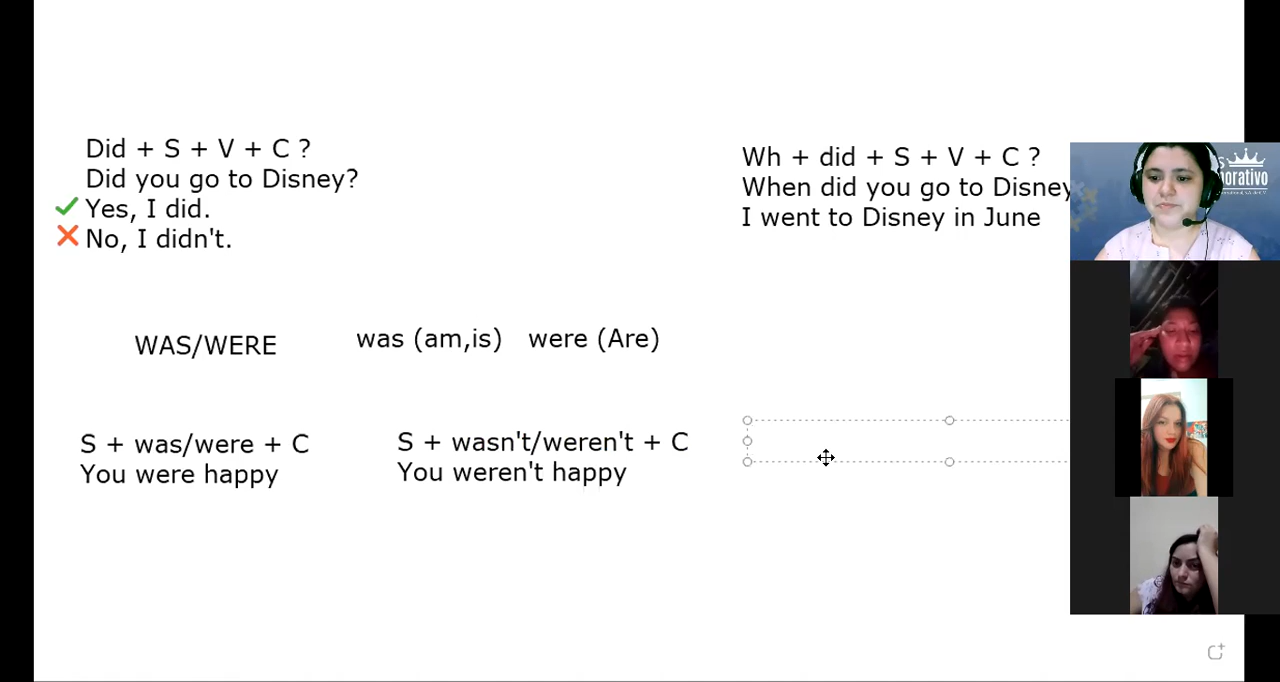 Did + S + V + C ?
Did you go to Disney?
Yes, I did.
No, I didn't.
Wh + did + S + V + C ?
When did you go to Disney
I went to Disney in June
WAS/WERE
was (am,is)
were (Are)
S + was/were + C
You were happy
S + wasn't/weren't + C
You weren't happy